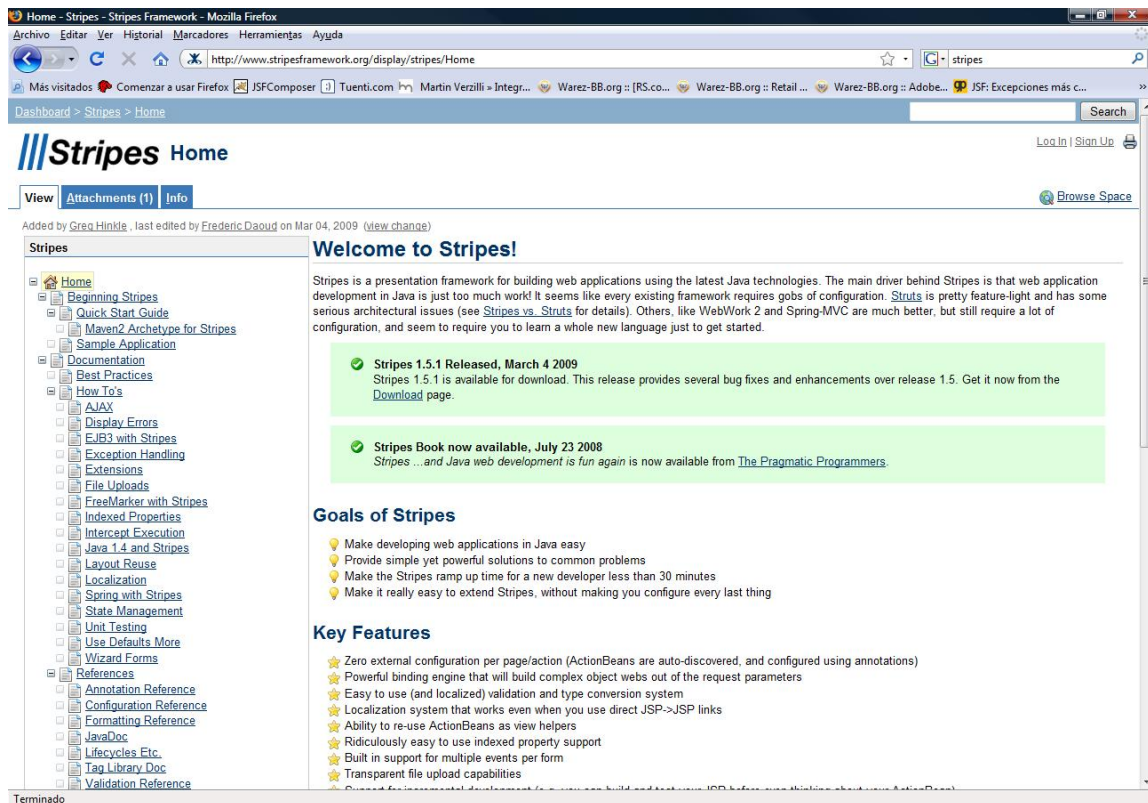 Home - Stripes - Stripes Framework - Mozilla Firefox
Archivo Editar Ver Historial Marcadores Herramientas Ayuda
http://www.stripesframework.org/display/stripes/Home
stripes
Más visitados Comenzar a usar Firefox JSFComposer Tuenti.com Martin Verzilli » Integr... Warez-BB.org :: [RS.co... Warez-BB.org :: Retail ... Warez-BB.org :: Adobe... JSF: Excepciones más c... »
Dashboard > Stripes > Home
Search
Stripes Home
Log In | Sign Up
View Attachments (1) Info
Browse Space
Added by Greg Hinkle , last edited by Frederic Daoud on Mar 04, 2009 (view change)
Stripes
Home
Beginning Stripes
Quick Start Guide
Maven2 Archetype for Stripes
Sample Application
Documentation
Best Practices
How To's
AJAX
Display Errors
EJB3 with Stripes
Exception Handling
Extensions
File Uploads
FreeMarker with Stripes
Indexed Properties
Intercept Execution
Java 1.4 and Stripes
Layout Reuse
Localization
Spring with Stripes
State Management
Unit Testing
Use Defaults More
Wizard Forms
References
Annotation Reference
Configuration Reference
Formatting Reference
JavaDoc
Lifecycles Etc.
Tag Library Doc
Validation Reference
Welcome to Stripes!
Stripes is a presentation framework for building web applications using the latest Java technologies. The main driver behind Stripes is that web application
development in Java is just too much work! It seems like every existing framework requires gobs of configuration. Struts is pretty feature-light and has some
serious architectural issues (see Stripes vs. Struts for details). Others, like WebWork 2 and Spring-MVC are much better, but still require a lot of
configuration, and seem to require you to learn a whole new language just to get started.
Stripes 1.5.1 Released, March 4 2009
Stripes 1.5.1 is available for download. This release provides several bug fixes and enhancements over release 1.5. Get it now from the
Download page.
Stripes Book now available, July 23 2008
Stripes ...and Java web development is fun again is now available from The Pragmatic Programmers.
Goals of Stripes
Make developing web applications in Java easy
Provide simple yet powerful solutions to common problems
Make the Stripes ramp up time for a new developer less than 30 minutes
Make it really easy to extend Stripes, without making you configure every last thing
Key Features
Zero external configuration per page/action (ActionBeans are auto-discovered, and configured using annotations)
Powerful binding engine that will build complex object webs out of the request parameters
Easy to use (and localized) validation and type conversion system
Localization system that works even when you use direct JSP->JSP links
Ability to re-use ActionBeans as view helpers
Ridiculously easy to use indexed property support
Built in support for multiple events per form
Transparent file upload capabilities
Support for incremental development (e.g. you can build and test your JSP before even thinking about your ActionBean)
Terminado